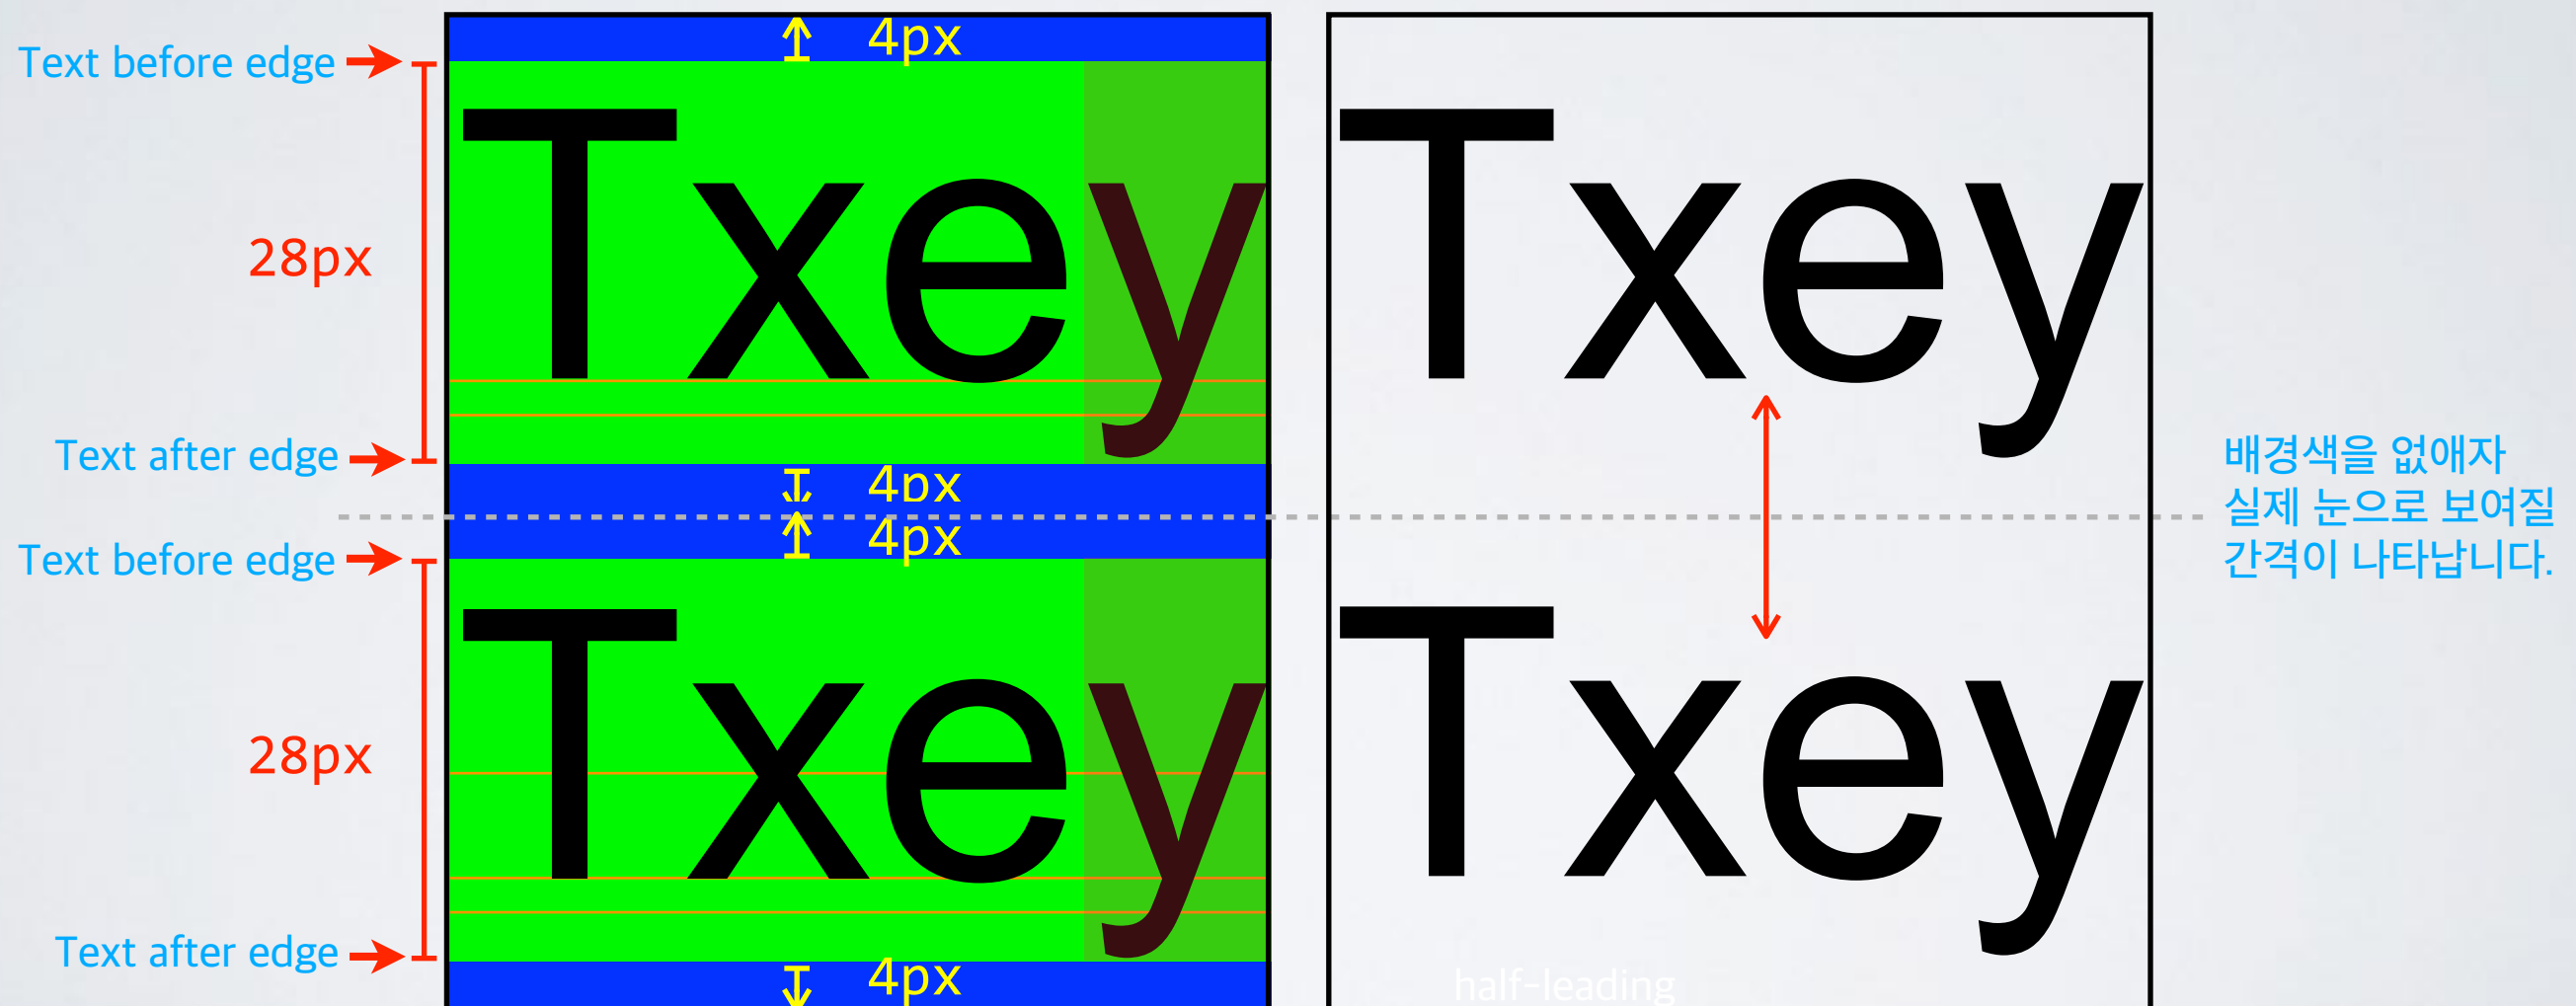 4px
Text before edge
28px
Txey
Txey
Text after edge
4px
4px
Text before edge
배경색을 없애자
실제 눈으로 보여질
간격이 나타납니다.
28px
Txey
Txey
Text after edge
4px
half-leading